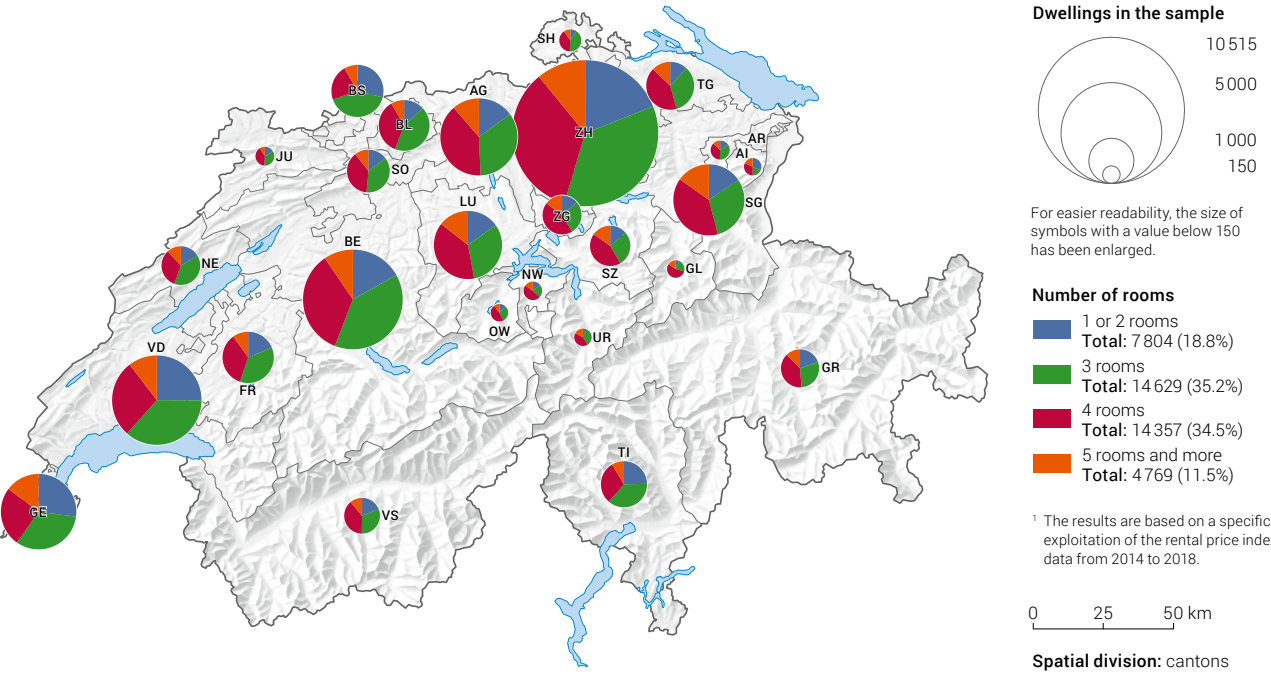 SH
BS
BL
AG
ZH
TG
AR
AI
JU
SO
LU
ZG
SG
NE
BE
NW
SZ
GL
OW
UR
VD
FR
GR
TI
GE
VS
Dwellings in the sample
10 515
5 000
1 000
150
For easier readability, the size of
symbols with a value below 150
has been enlarged.
Number of rooms
1 or 2 rooms
Total: 7 804 (18.8%)
3 rooms
Total: 14 629 (35.2%)
4 rooms
Total: 14 357 (34.5%)
5 rooms and more
Total: 4 769 (11.5%)
1 The results are based on a specific
exploitation of the rental price inde
data from 2014 to 2018.
0 25 50 km
Spatial division: cantons